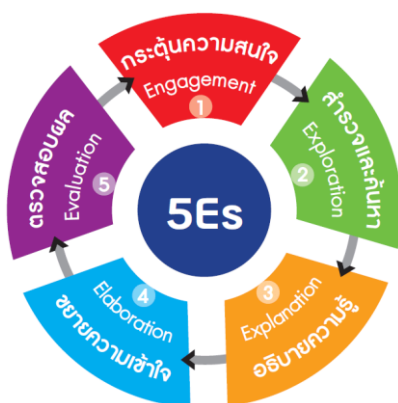 กระตุ้นความสนใจ
Engagement
1
สำรวจและค้นหา
Exploration
2
3
Explanation
อธิบายความรู้
4
Elaboration
ขยายความเข้าใจ
ตรวจสอบผล
Evaluation
5
5Es